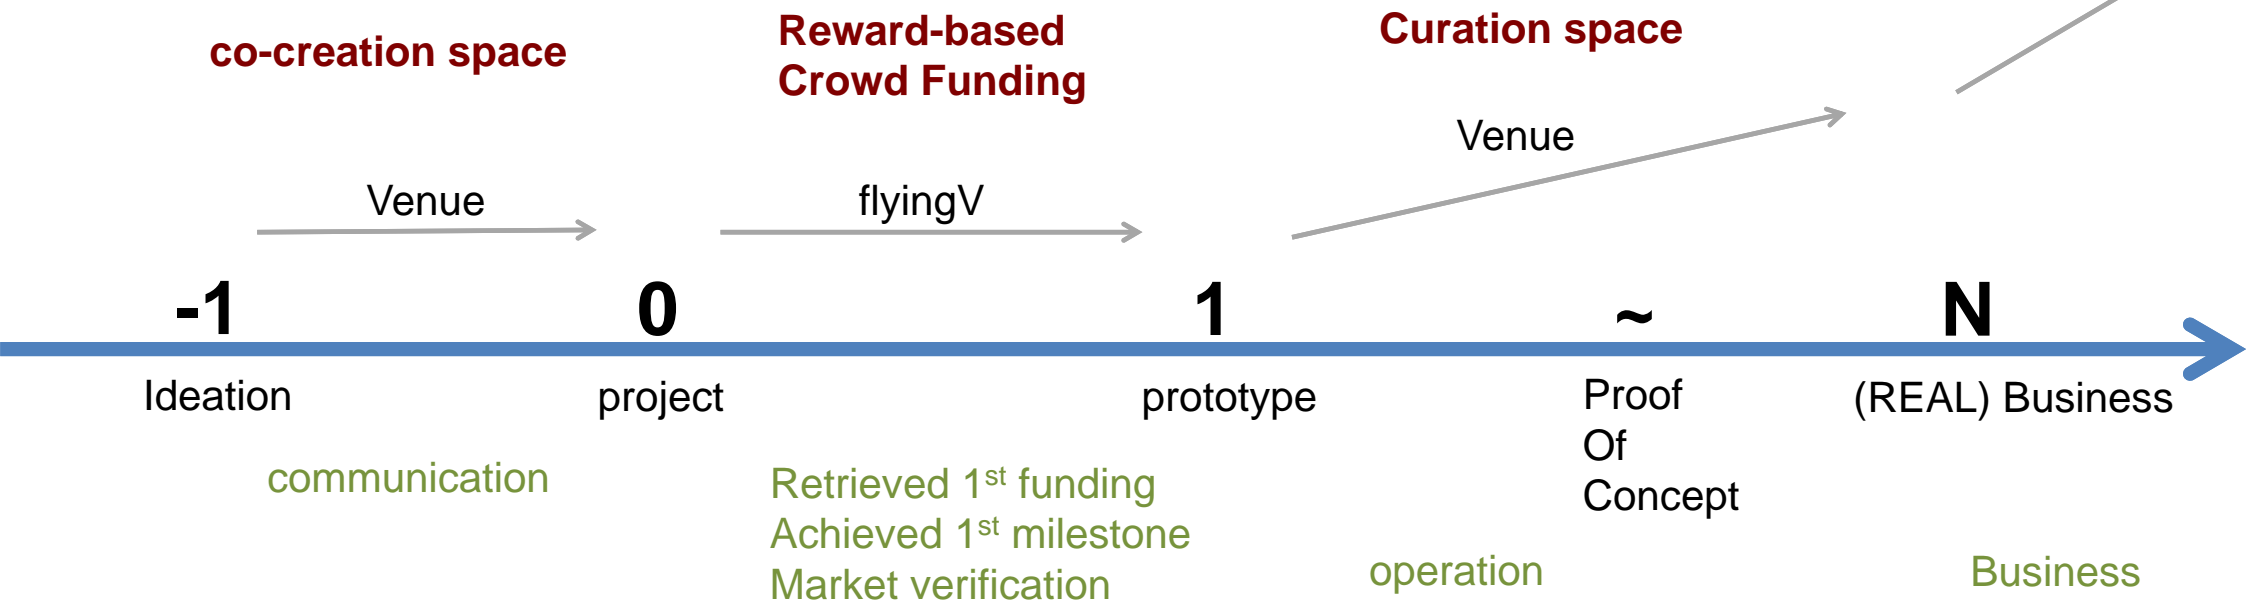 co-creation space
Reward-based
Crowd Funding
Curation space
Venue
flyingV
Venue
-1
0
1
~
N
Ideation
project
prototype
Proof
Of
Concept
(REAL) Business
communication
Retrieved 1st funding
Achieved 1st milestone
Market verification
operation
Business